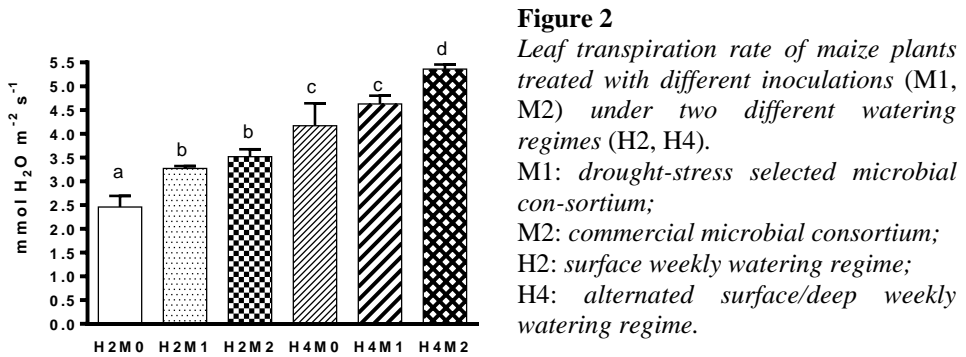 5.5
5.0
4.5
4.0
3.5
3.0
2.5
2.0
1.5
1.0
0.5
0.0
mmol H₂O m⁻² s⁻¹
a
b
b
c
c
d
H2M0 H2M1 H2M2 H4M0 H4M1 H4M2
Figure 2
Leaf transpiration rate of maize plants
treated with different inoculations (M1,
M2) under two different watering
regimes (H2, H4).
M1: drought-stress selected microbial
con-sortium;
M2: commercial microbial consortium;
H2: surface weekly watering regime;
H4: alternated surface/deep weekly
watering regime.